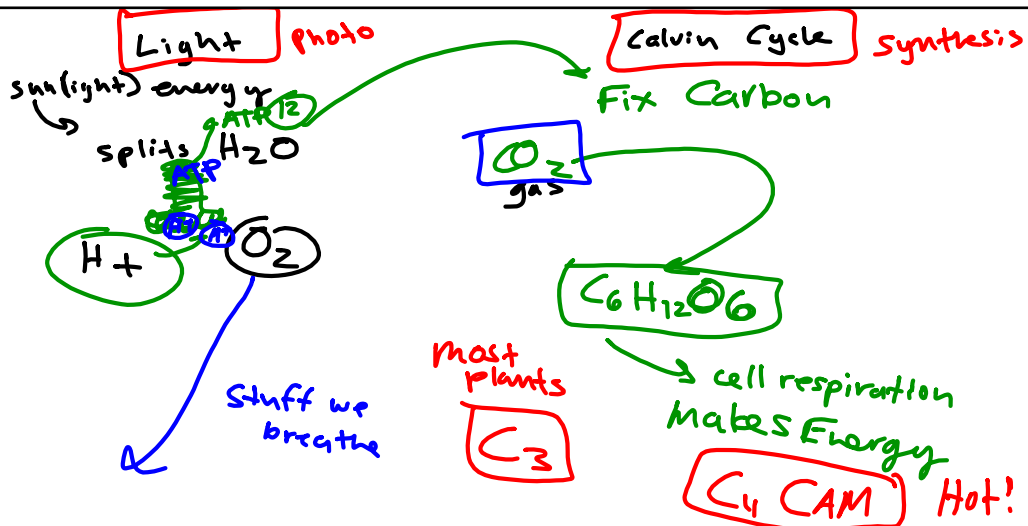 Light photo
sun(light) energy
ATP 12
splits H2O
ATP
H+ O2
Stuff we
breathe
Calvin Cycle synthesis
Fix Carbon
CO2
gas
C6H12O6
cell respiration
Makes Energy
most
plants
C3
C4 CAM Hot!